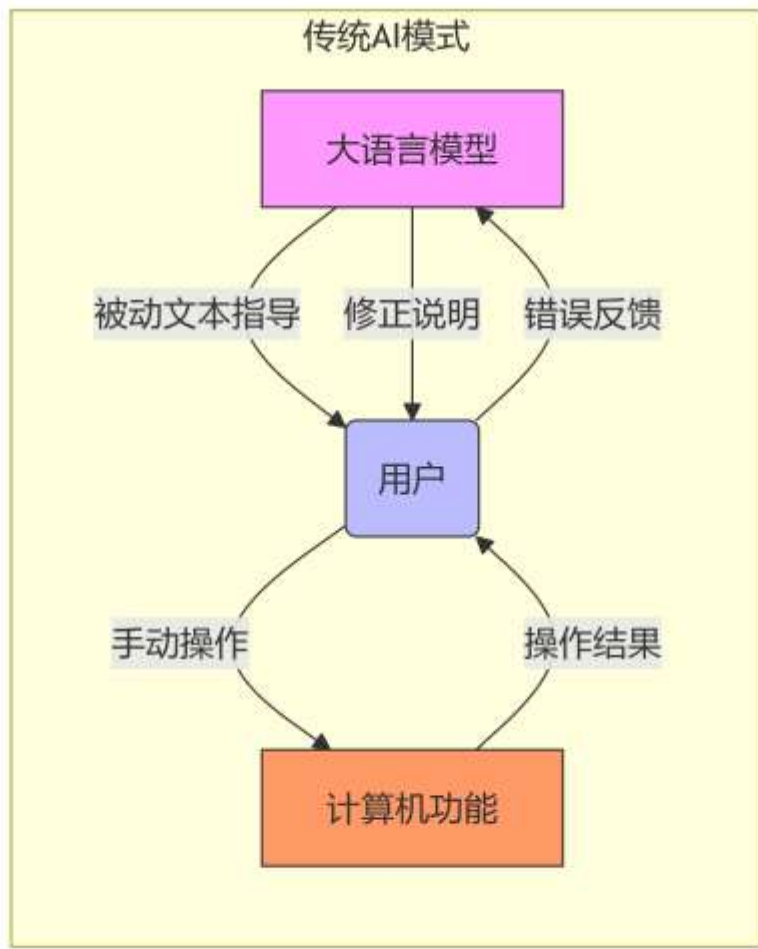 传统AI模式
大语言模型
被动文本指导
修正说明
错误反馈
用户
手动操作
操作结果
计算机功能